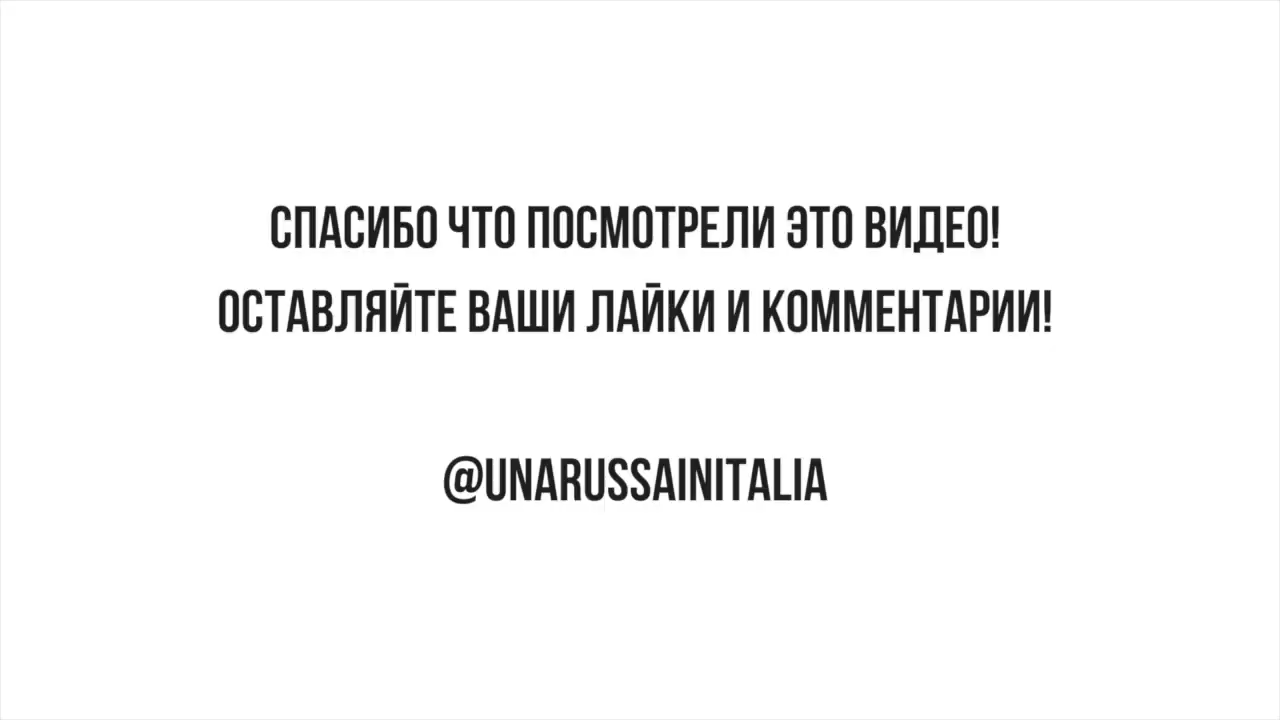 СПАСИБО ЧТО ПОСМОТРЕЛИ ЭТО ВИДЕО!
ОСТАВЛЯЙТЕ ВАШИ ЛАЙКИ И КОММЕНТАРИИ!
@UNARUSSAINITALIA